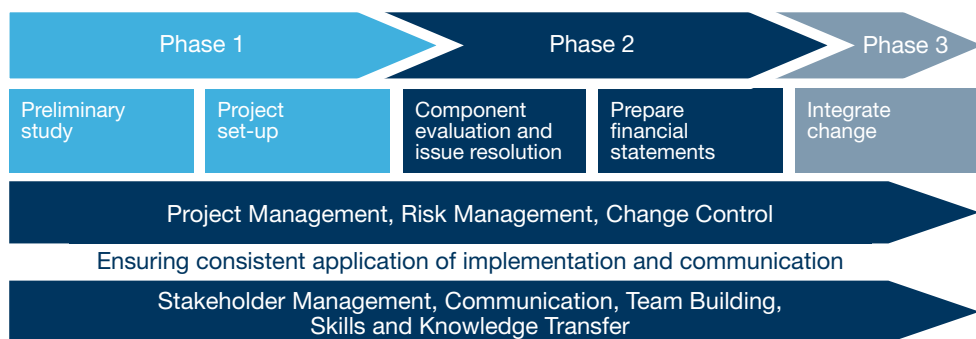 Phase 1
Phase 2
Phase 3
Preliminary
study
Project
set-up
Component
evaluation and
issue resolution
Prepare
financial
statements
Integrate
change
Project Management, Risk Management, Change Control
Ensuring consistent application of implementation and communication
Stakeholder Management, Communication, Team Building,
Skills and Knowledge Transfer